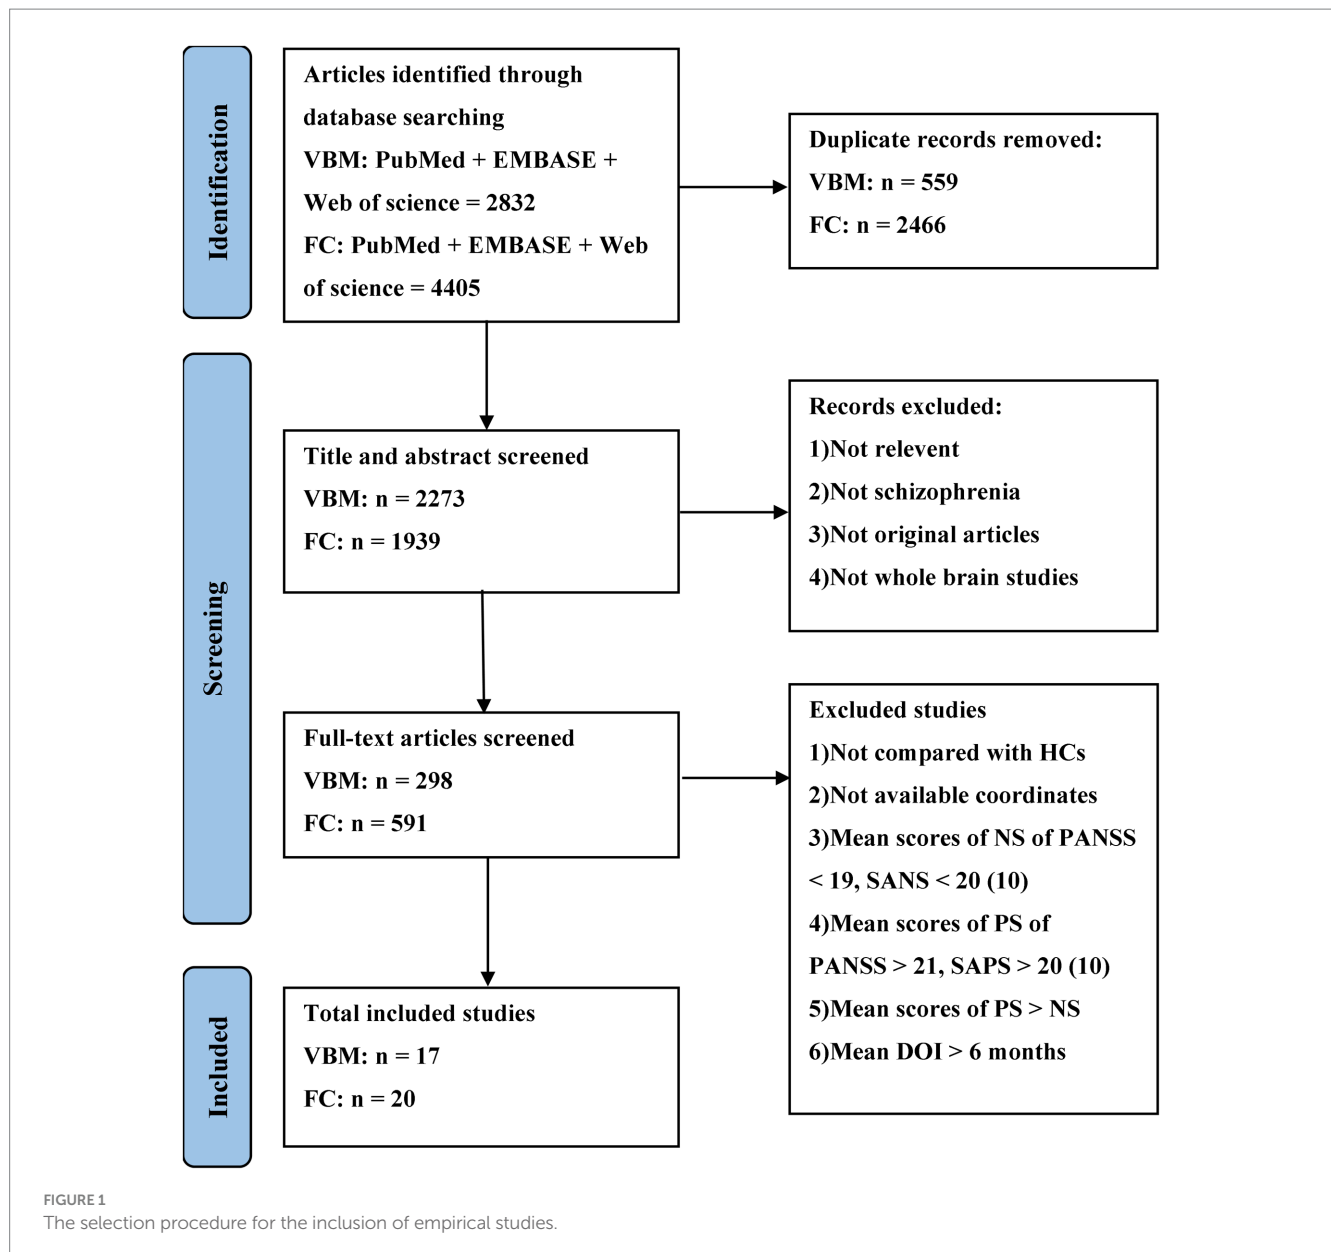 Identification
Articles identified through
database searching
VBM: PubMed + EMBASE +
Web of science = 2832
FC: PubMed + EMBASE + Web
of science = 4405
Duplicate records removed:
VBM: n = 559
FC: n = 2466
Screening
Title and abstract screened
VBM: n = 2273
FC: n = 1939
Records excluded:
1)Not relevent
2)Not schizophrenia
3)Not original articles
4)Not whole brain studies
Full-text articles screened
VBM: n = 298
FC: n = 591
Excluded studies
1)Not compared with HCs
2)Not available coordinates
3)Mean scores of NS of PANSS
< 19, SANS < 20 (10)
4)Mean scores of PS of
PANSS > 21, SAPS > 20 (10)
5)Mean scores of PS > NS
6)Mean DOI > 6 months
Included
Total included studies
VBM: n = 17
FC: n = 20
FIGURE 1
The selection procedure for the inclusion of empirical studies.